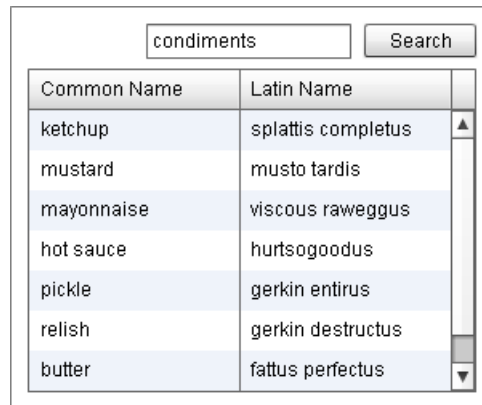 condiments Search
Common Name Latin Name
ketchup splattis completus
mustard musto tardis
mayonnaise viscous raweggus
hot sauce hurtsogoodus
pickle gerkin entirus
relish gerkin destructus
butter fattus perfectus